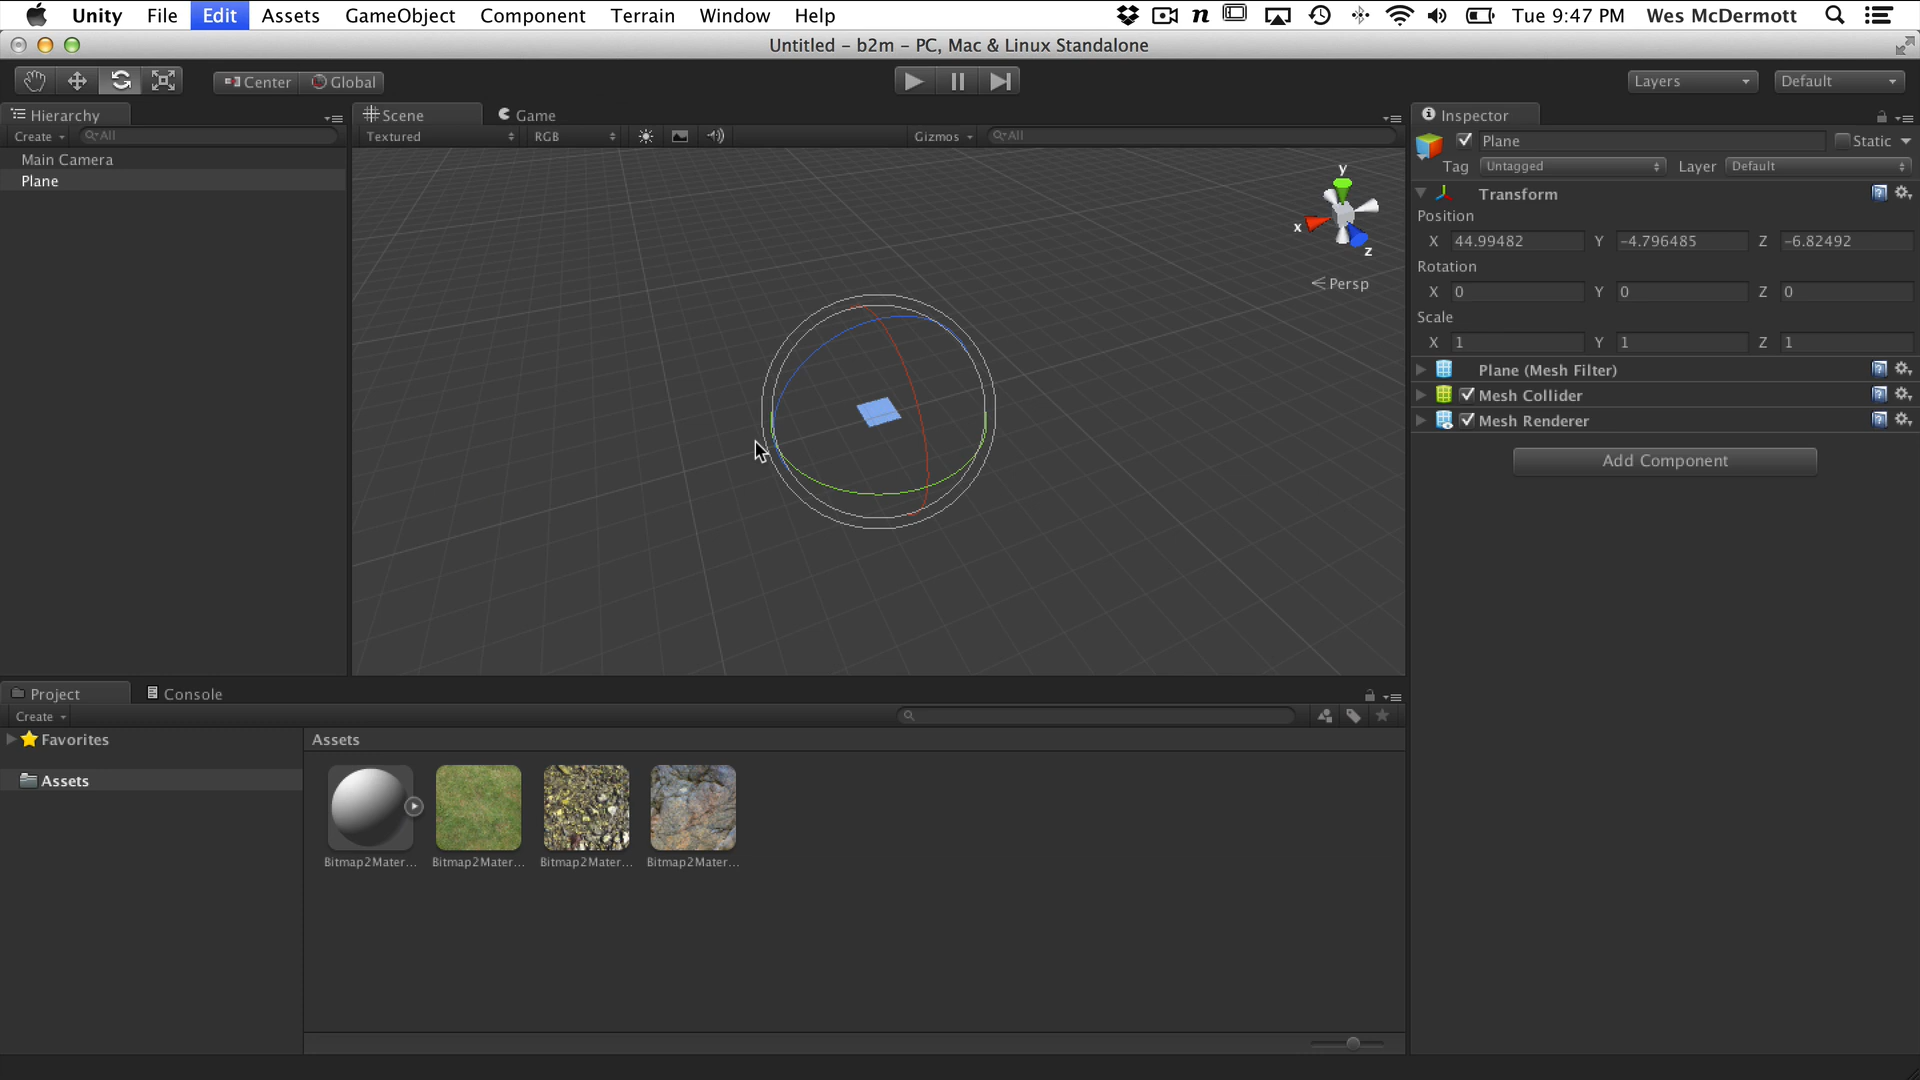 Unity File Edit Assets GameObject Component Terrain Window Help Tue 9:47 PM Wes McDermott
Untitled – b2m – PC, Mac & Linux Standalone
Center Global Layers Default
Hierarchy
Create All
Main Camera
Plane
Scene Game
Textured RGB Gizmos All
y
x
z
Persp
Inspector
Plane Static
Tag Untagged Layer Default
Transform
Position
X 44.99482 Y -4.796485 Z -6.82492
Rotation
X 0 Y 0 Z 0
Scale
X 1 Y 1 Z 1
Plane (Mesh Filter)
Mesh Collider
Mesh Renderer
Add Component
Project Console
Create
Favorites
Assets
Assets
Bitmap2Mater... Bitmap2Mater... Bitmap2Mater... Bitmap2Mater...